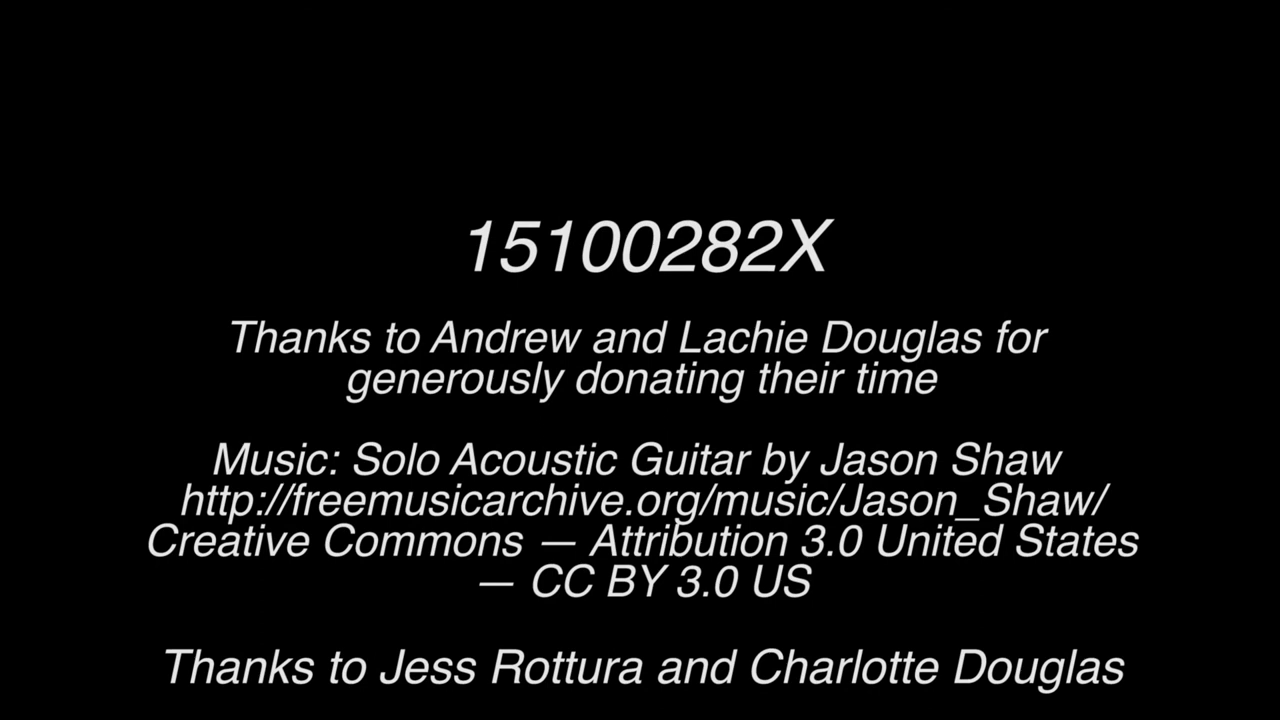 15100282X
Thanks to Andrew and Lachie Douglas for
generously donating their time
Music: Solo Acoustic Guitar by Jason Shaw
http://freemusicarchive.org/music/Jason_Shaw/
Creative Commons — Attribution 3.0 United States
— CC BY 3.0 US
Thanks to Jess Rottura and Charlotte Douglas